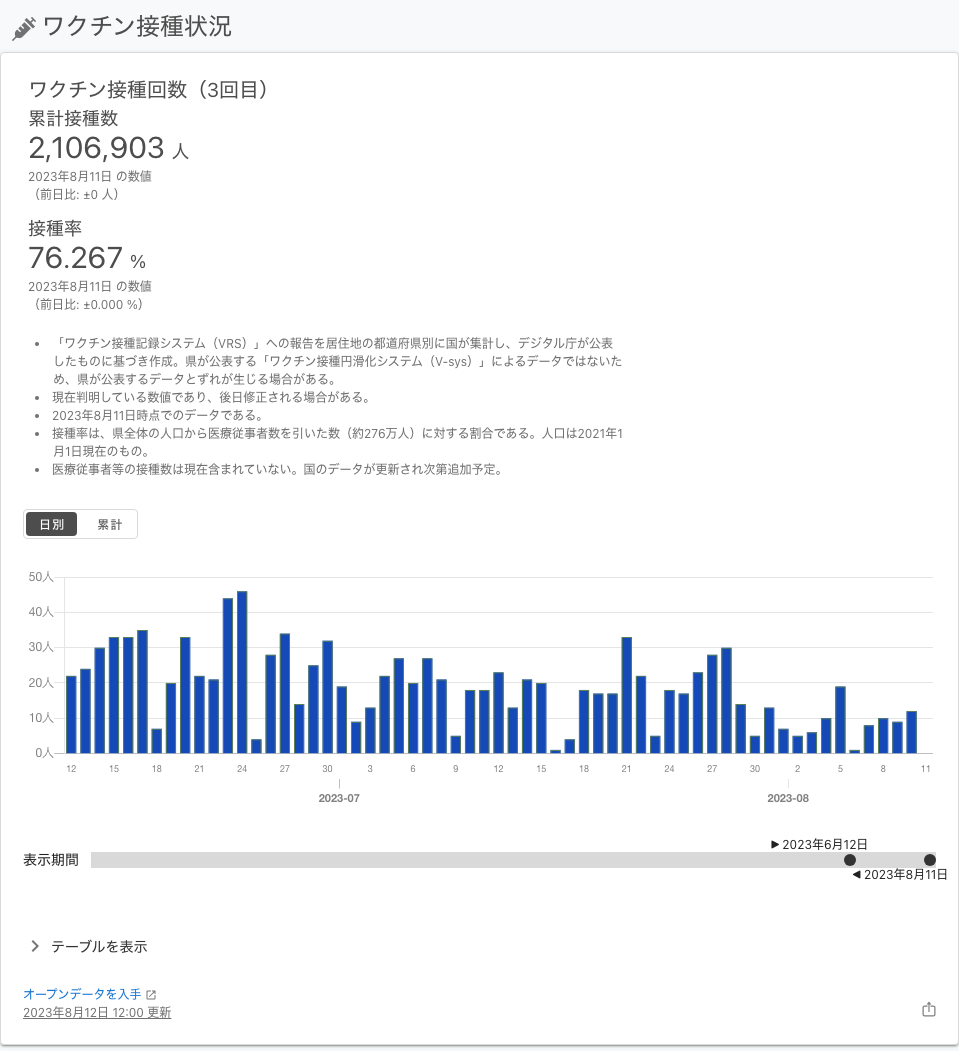 ワクチン接種状況
ワクチン接種回数（3回目）
累計接種数
2,106,903 人
2023年8月11日 の数値
（前日比: ±0 人）
接種率
76.267 %
2023年8月11日 の数値
（前日比: ±0.000 %）
• 「ワクチン接種記録システム（VRS）」への報告を居住地の都道府県別に国が集計し、デジタル庁が公表
したものに基づき作成。県が公表する「ワクチン接種円滑化システム（V-sys）」によるデータではないた
め、県が公表するデータとずれが生じる場合がある。
• 現在判明している数値であり、後日修正される場合がある。
• 2023年8月11日時点でのデータである。
• 接種率は、県全体の人口から医療従事者数を引いた数（約276万人）に対する割合である。人口は2021年1
月1日現在のもの。
• 医療従事者等の接種数は現在含まれていない。国のデータが更新され次第追加予定。
日別 累計
50人
40人
30人
20人
10人
0人
12 15 18 21 24 27 30 3 6 9 12 15 18 21 24 27 30 2 5 8 11
2023-07 2023-08
▶ 2023年6月12日
表示期間
◀ 2023年8月11日
テーブルを表示
オープンデータを入手
2023年8月12日 12:00 更新